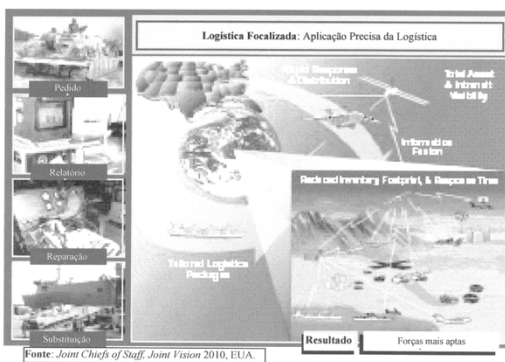 Logística Focalizada: Aplicação Precisa da Logística
Pedido
Relatório
Reparação
Substituição
Rapid Response
& Distribution
Total Asset
& Intransit
Visibility
Information
Fusion
Tailored Logistics
Packages
Reduced Inventory Footprint, & Response Time
Resultado
Forças mais aptas
Fonte: Joint Chiefs of Staff, Joint Vision 2010, EUA.